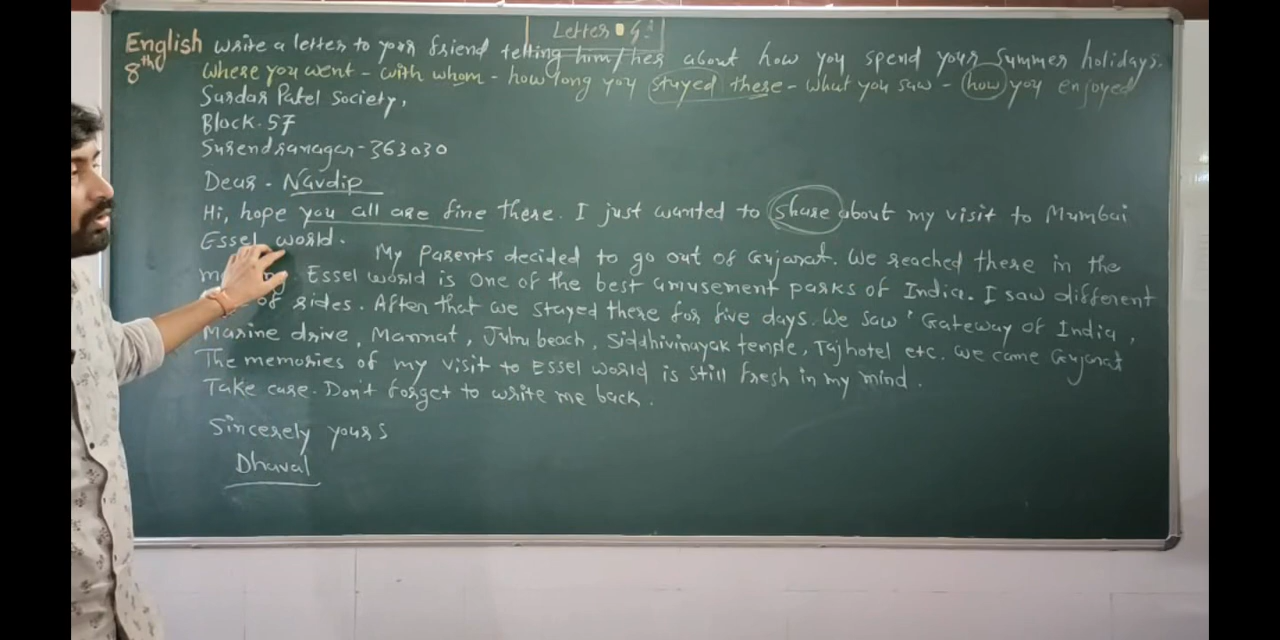 Letter 4:
English Write a letter to your friend telling him/her about how you spend your summer holidays.
8th Where you went - with whom - how long you stayed there - what you saw - how you enjoyed
Sardar Patel Society,
Block-57
Surendranagar-363030
Dear - Navdip
Hi, hope you all are fine there. I just wanted to share about my visit to Mumbai
Essel world.
My Parents decided to go out of Gujarat. We reached there in the
Essel world is one of the best amusement parks of India. I saw different
of rides. After that we stayed there for five days. We saw 'Gateway of India,
Marine drive, Mannat, Juhu beach, Siddhivinayak temple, Taj hotel etc. We came Gujarat
The memories of my visit to Essel world is still fresh in my mind.
Take care. Don't forget to write me back.
Sincerely yours
Dhaval